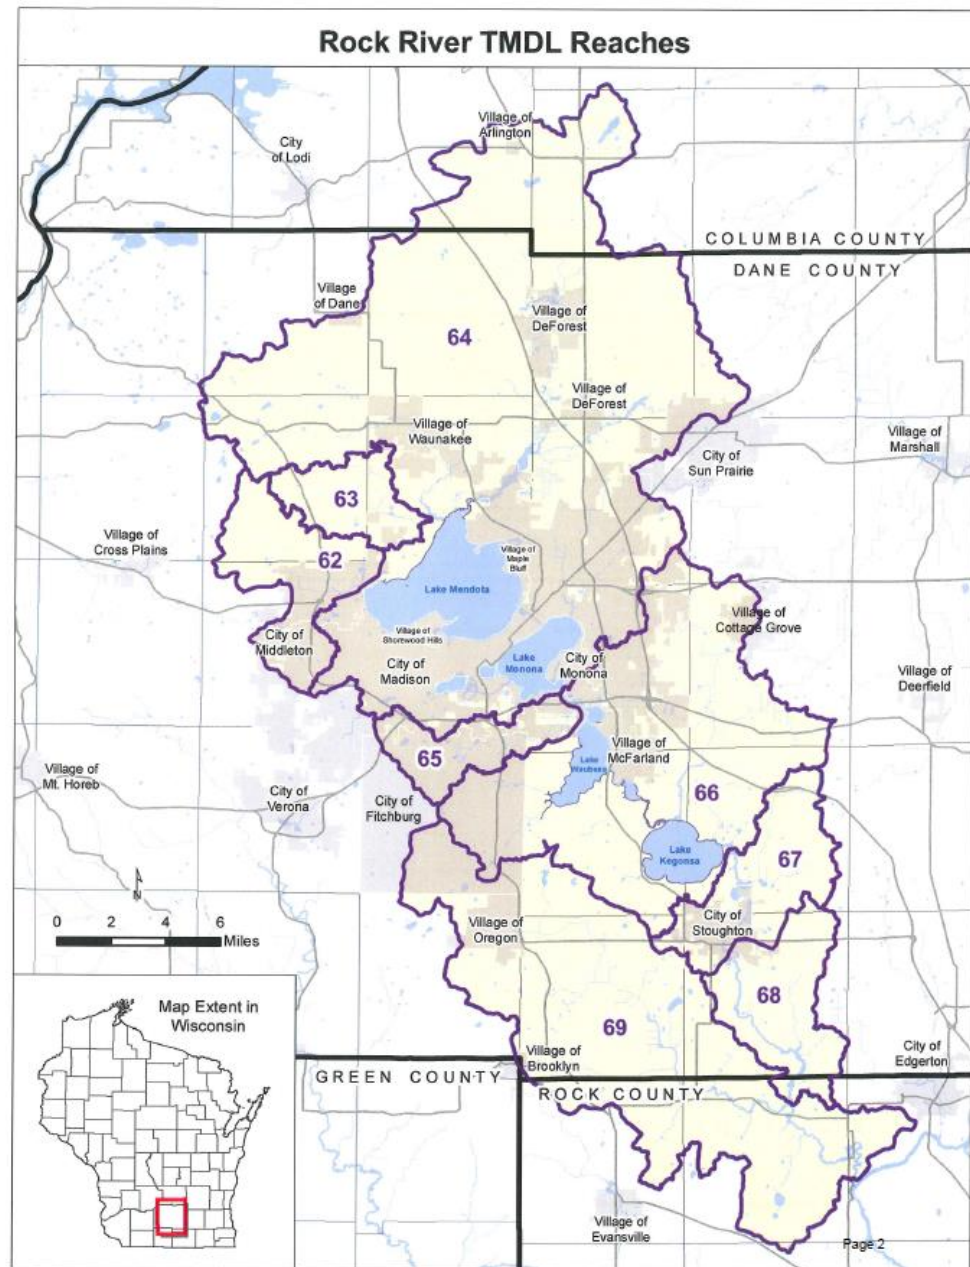 Rock River TMDL Reaches
Village of
Arlington
City
of Lodi
COLUMBIA COUNTY
DANE COUNTY
Village
of Dane
Village of
DeForest
64
Village of
DeForest
Village of
Waunakee
City of
Sun Prairie
Village of
Marshall
63
Village of
Cross Plains
62
Village of
Maple
Bluff
Lake Mendota
Village of
Cottage Grove
Village of
Shorewood Hills
City of
Middleton
City of
Madison
Lake
Monona
City of
Monona
Village of
Deerfield
65
Lake
Waubesa
Village of
McFarland
Village of
Mt. Horeb
City of
Verona
City of
Fitchburg
66
Lake
Kegonsa
67
N
0 2 4 6
Miles
Village of
Oregon
City of
Stoughton
68
69
Map Extent in
Wisconsin
Village of
Brooklyn
City of
Edgerton
GREEN COUNTY
ROCK COUNTY
Village of
Evansville
Page 2